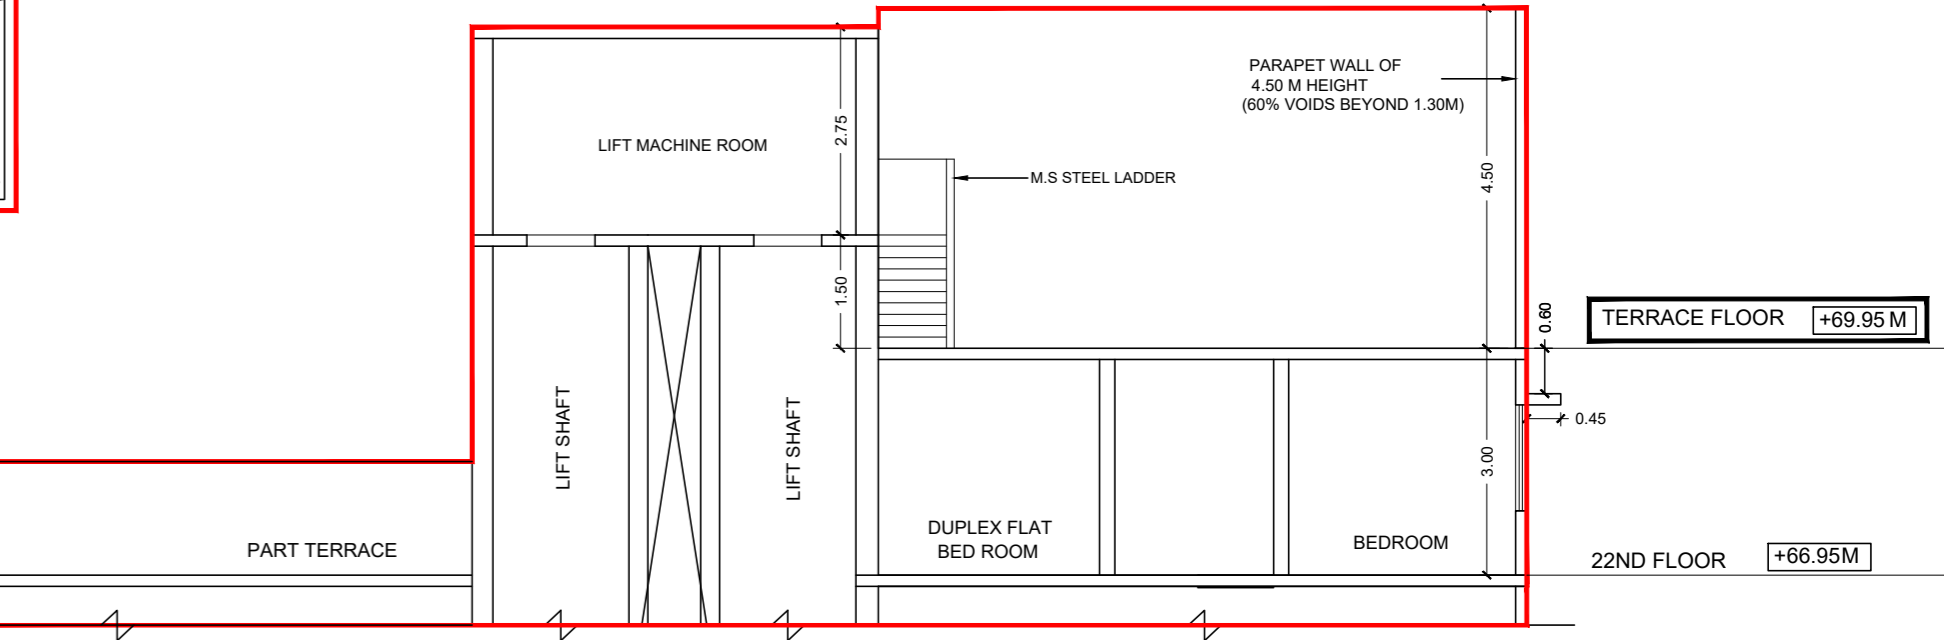 PARAPET WALL OF
4.50 M HEIGHT
(60% VOIDS BEYOND 1.30M)
LIFT MACHINE ROOM
2.75
M.S STEEL LADDER
4.50
1.50
0.60
TERRACE FLOOR +69.95 M
LIFT SHAFT
LIFT SHAFT
0.45
3.00
DUPLEX FLAT
BED ROOM
BEDROOM
PART TERRACE
22ND FLOOR +66.95M